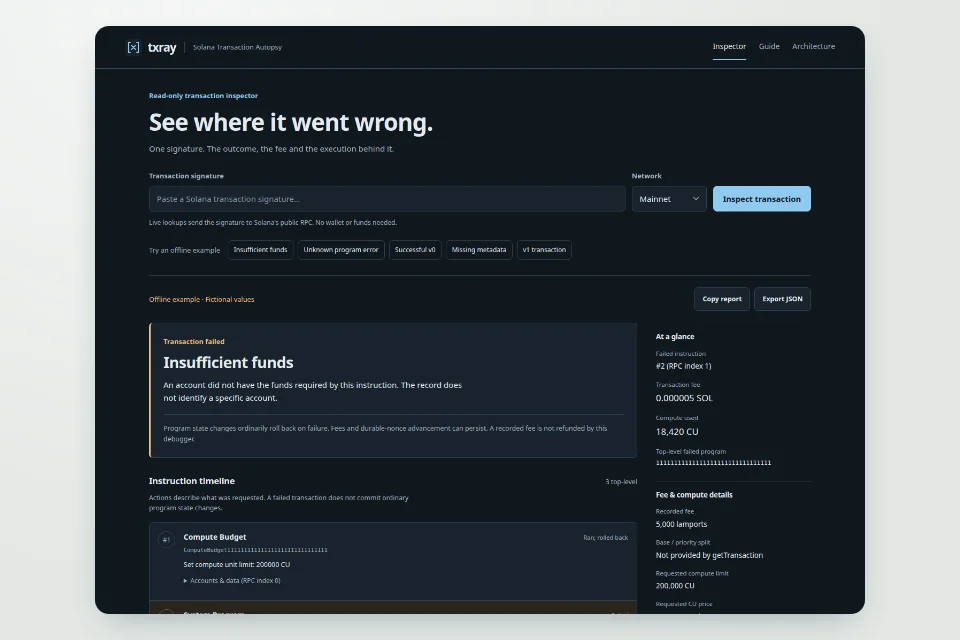 [x] txray Solana Transaction Autopsy
Inspector Guide Architecture
Read-only transaction inspector
See where it went wrong.
One signature. The outcome, the fee and the execution behind it.
Transaction signature
Network
Paste a Solana transaction signature...
Mainnet
Inspect transaction
Live lookups send the signature to Solana's public RPC. No wallet or funds needed.
Try an offline example Insufficient funds Unknown program error Successful v0 Missing metadata v1 transaction
Offline example · Fictional values
Copy report Export JSON
Transaction failed
Insufficient funds
An account did not have the funds required by this instruction. The record does
not identify a specific account.
Program state changes ordinarily roll back on failure. Fees and durable-nonce advancement can persist. A recorded fee is not refunded by this
debugger.
Instruction timeline
3 top-level
Actions describe what was requested. A failed transaction does not commit ordinary
program state changes.
#1 Compute Budget
Ran; rolled back
ComputeBudget111111111111111111111111111111
Set compute unit limit: 200000 CU
▸ Accounts & data (RPC index 0)
At a glance
Failed instruction
#2 (RPC index 1)
Transaction fee
0.000005 SOL
Compute used
18,420 CU
Top-level failed program
11111111111111111111111111111111
Fee & compute details
Recorded fee
5,000 lamports
Base / priority split
Not provided by getTransaction
Requested compute limit
200,000 CU
Requested CU price